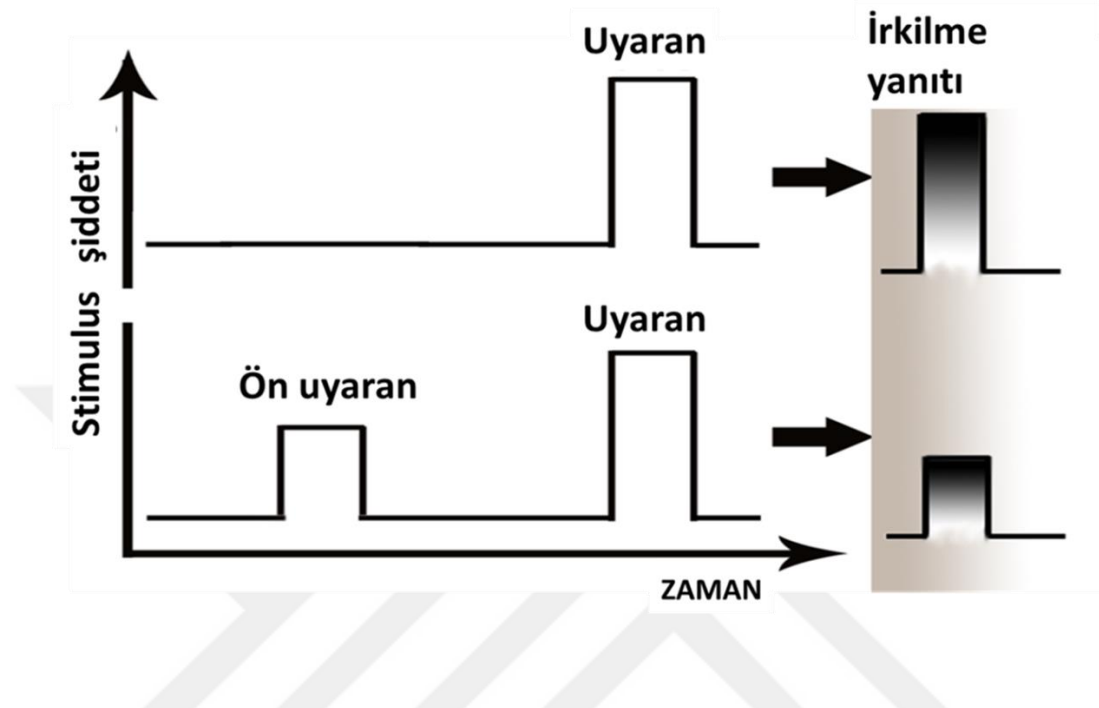 Uyaran
İrkilme
yanıtı
Stimulus şiddeti
Uyaran
Ön uyaran
ZAMAN